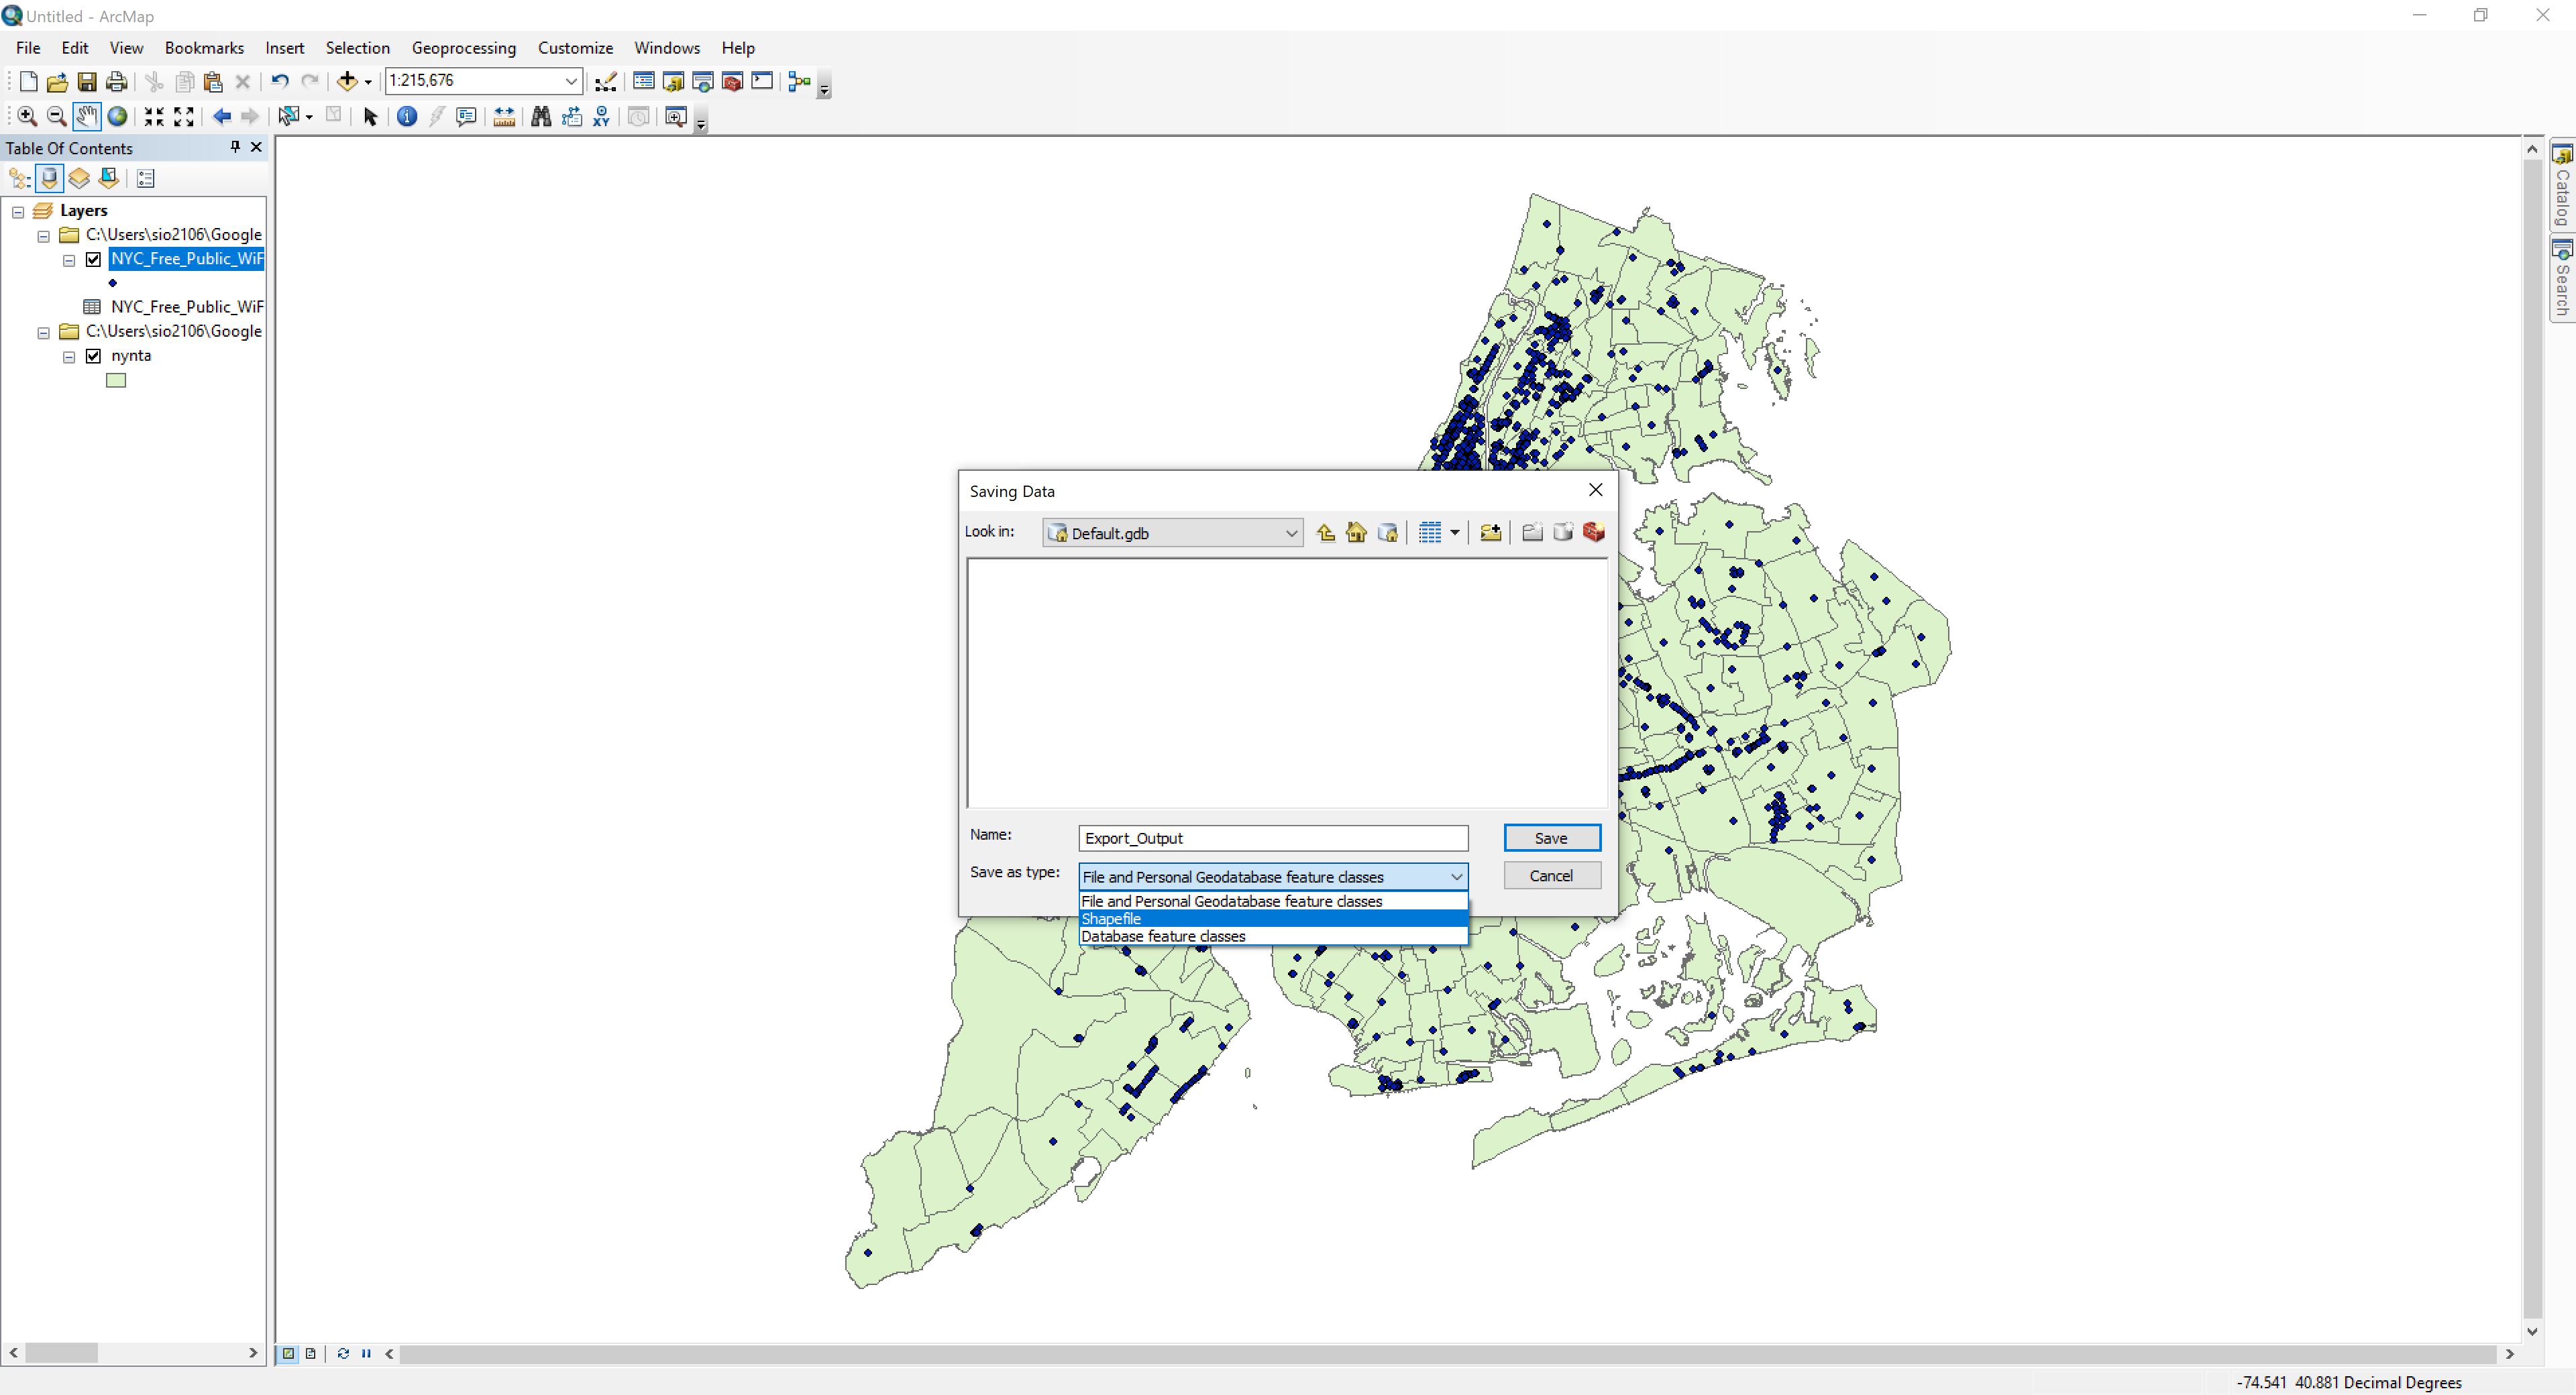 Untitled - ArcMap
File Edit View Bookmarks Insert Selection Geoprocessing Customize Windows Help
1:215,676
XY
Table Of Contents
Layers
C:\Users\sio2106\Google
NYC_Free_Public_WiF
NYC_Free_Public_WiF
C:\Users\sio2106\Google
nynta
Catalog
Search
Saving Data
Look in: Default.gdb
Name: Export_Output Save
Save as type: File and Personal Geodatabase feature classes Cancel
File and Personal Geodatabase feature classes
Shapefile
Database feature classes
-74.541 40.881 Decimal Degrees